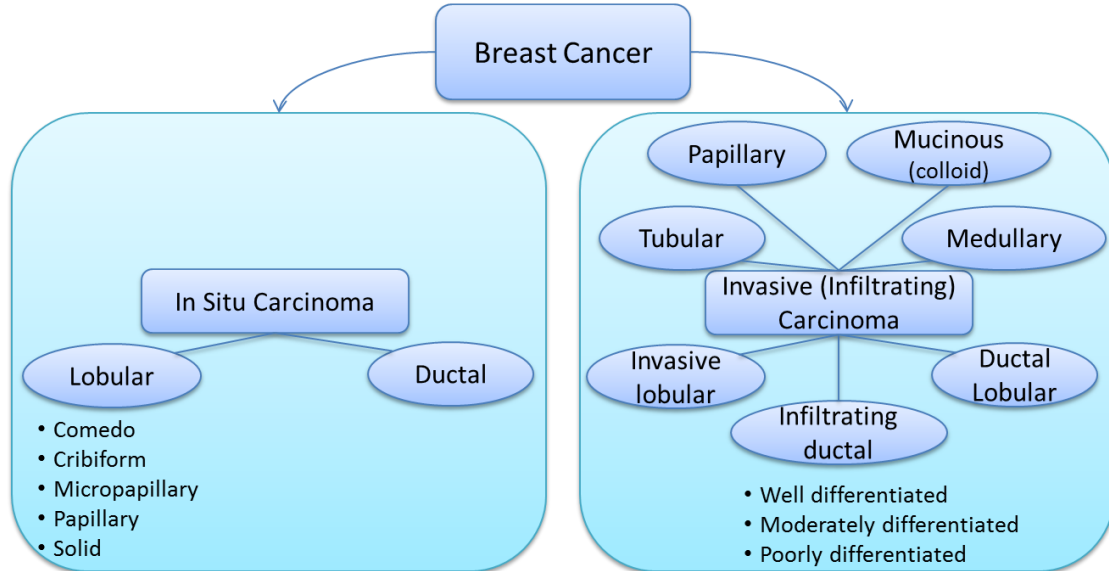 Breast Cancer
In Situ Carcinoma
Lobular
Ductal
• Comedo
• Cribiform
• Micropapillary
• Papillary
• Solid
Papillary
Mucinous
(colloid)
Tubular
Medullary
Invasive (Infiltrating)
Carcinoma
Invasive
lobular
Ductal
Lobular
Infiltrating
ductal
• Well differentiated
• Moderately differentiated
• Poorly differentiated